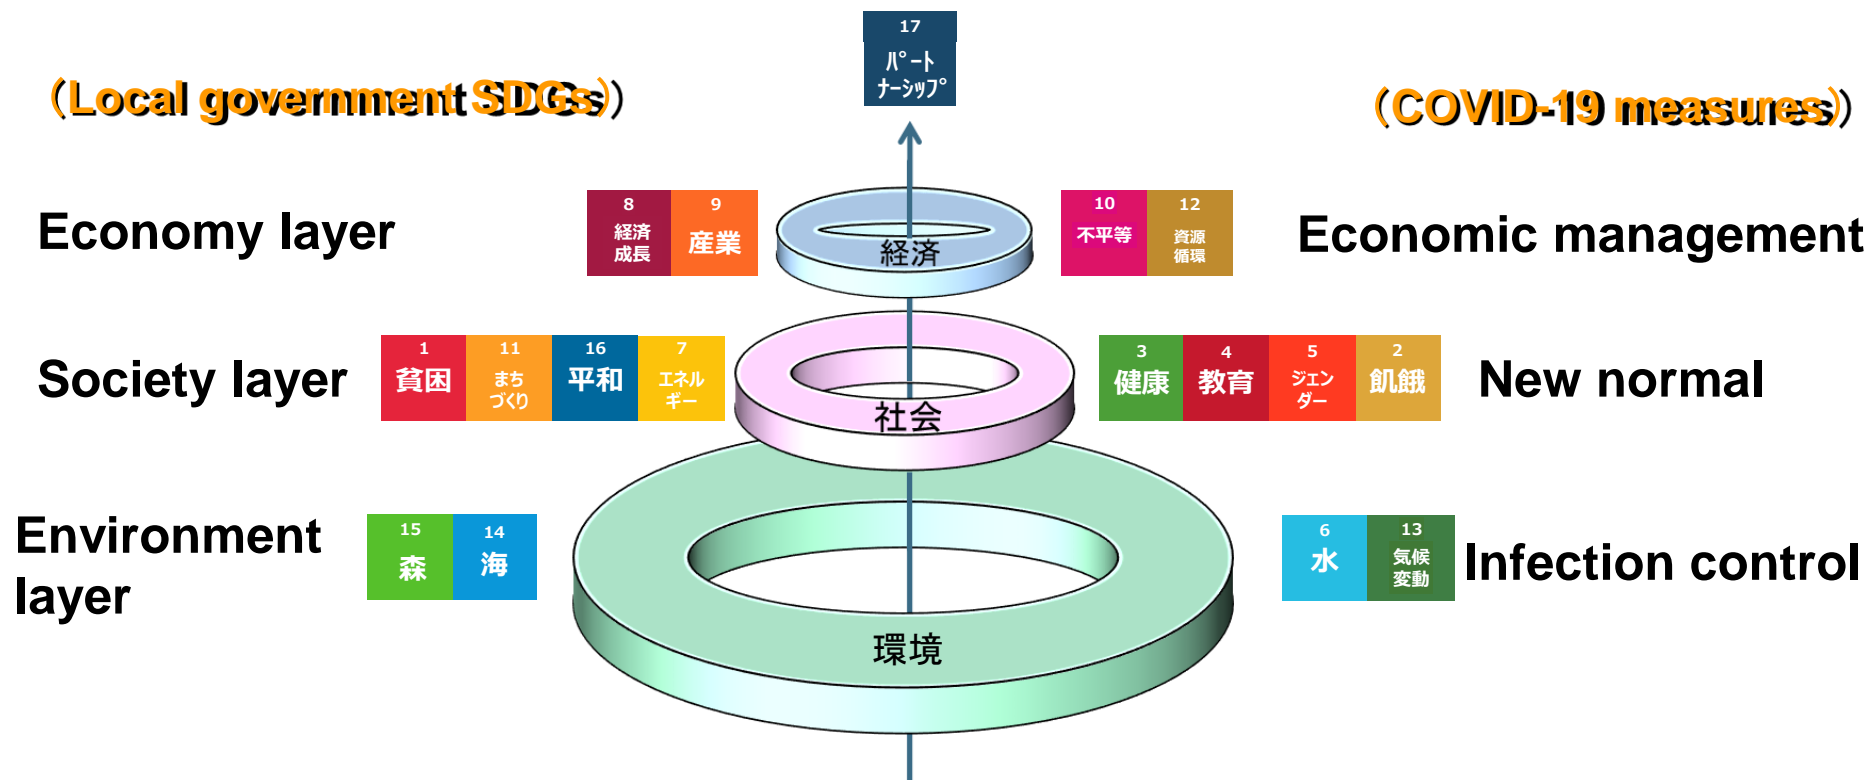 17
パート
ナーシップ
(Local government SDGs)
(COVID-19 measures)
Economy layer
8
経済
成長
9
産業
経済
10
不平等
12
資源
循環
Economic management
Society layer
1
貧困
11
まち
づくり
16
平和
7
エネル
ギー
社会
3
健康
4
教育
5
ジェン
ダー
2
飢餓
New normal
Environment
layer
15
森
14
海
環境
6
水
13
気候
変動
Infection control